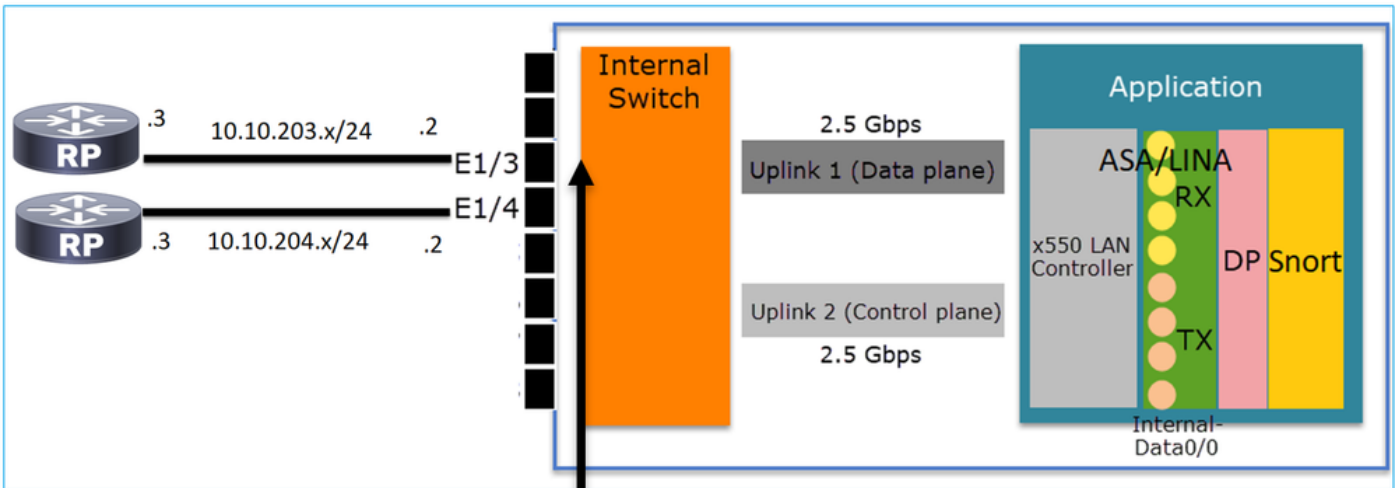 .3
10.10.203.x/24
.2
RP
E1/3
RP
E1/4
.3
10.10.204.x/24
.2
Internal
Switch
2.5 Gbps
Uplink 1 (Data plane)
Uplink 2 (Control plane)
2.5 Gbps
Application
ASA/LINA
RX
x550 LAN
Controller
DP
Snort
TX
Internal-
Data0/0